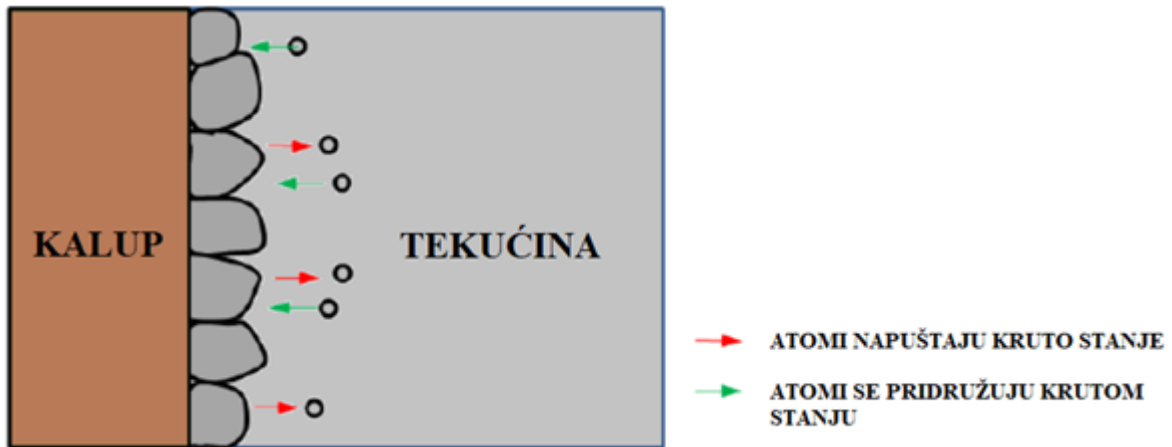 KALUP
TEKUĆINA
ATOMI NAPUŠTAJU KRUTO STANJE
ATOMI SE PRIDRUŽUJU KRUTOM
STANJU